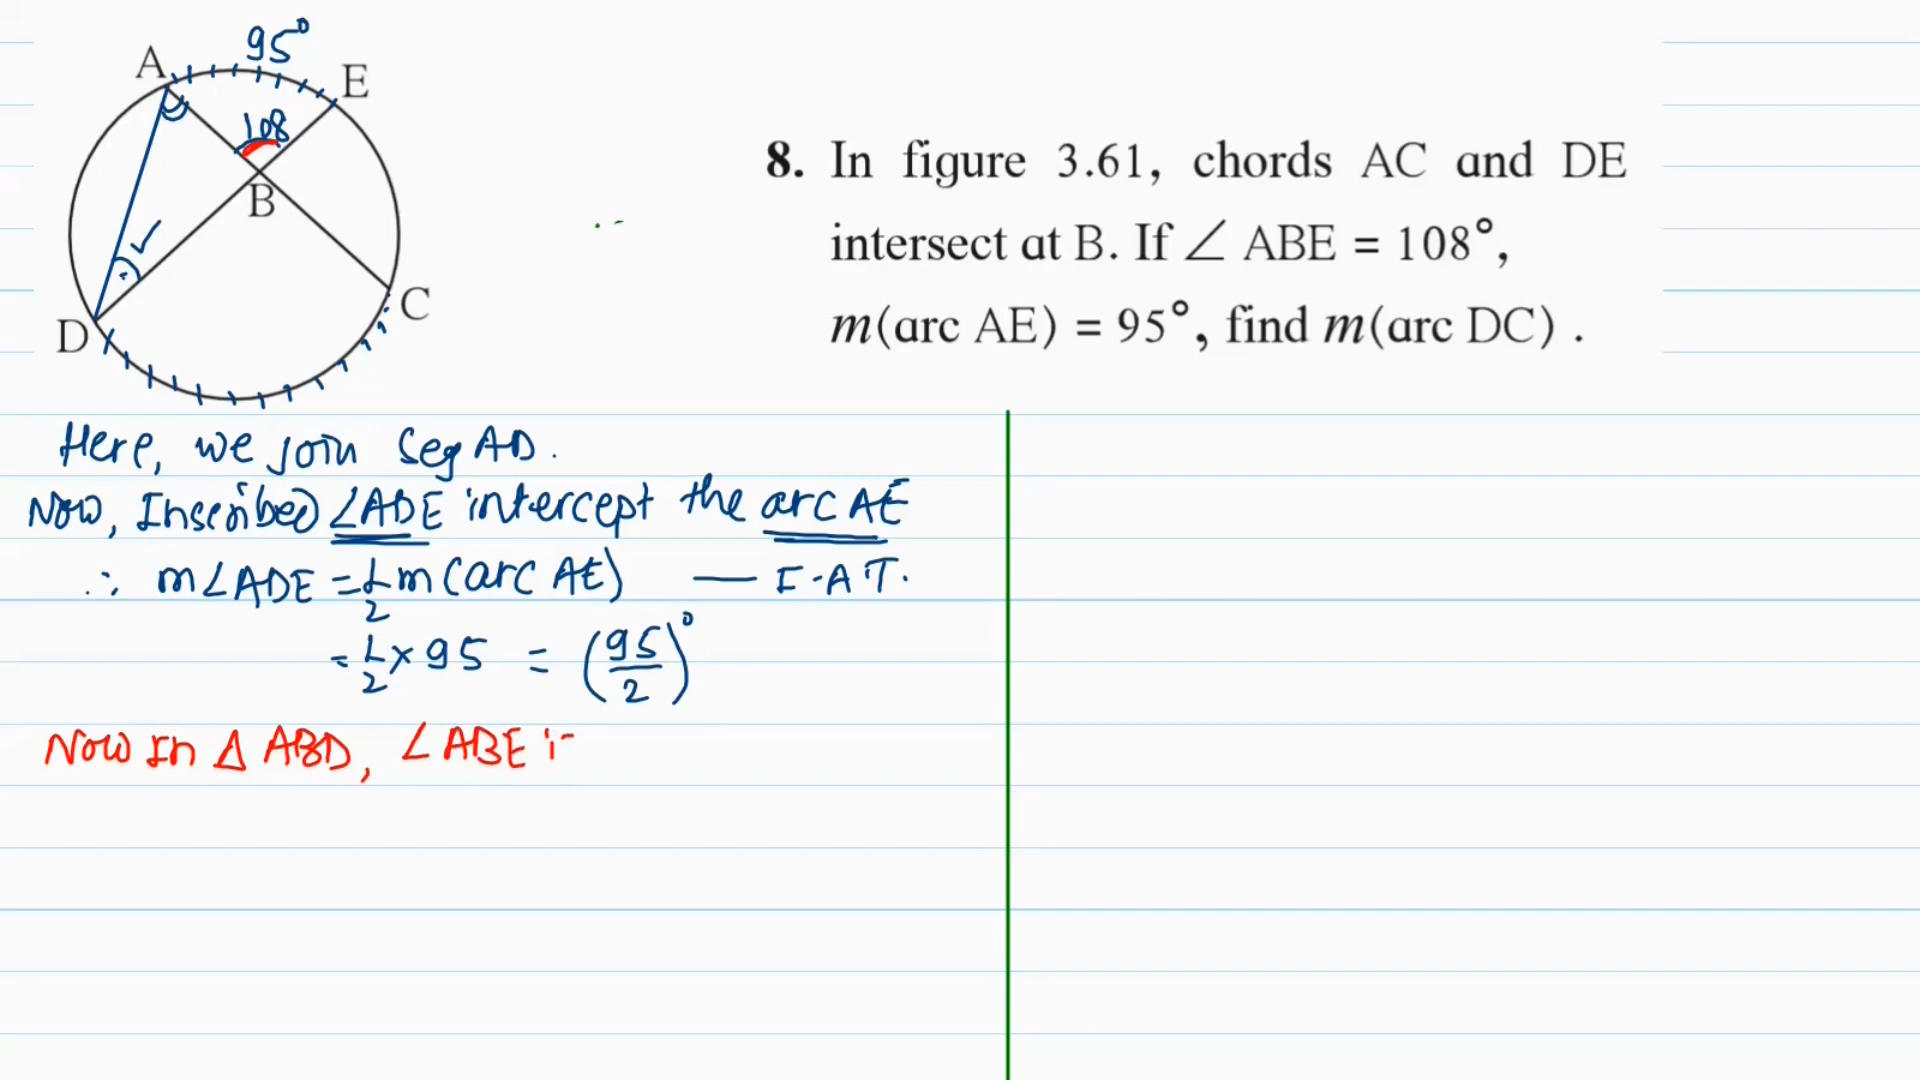 95°
A
E
108
B
C
D
8. In figure 3.61, chords AC and DE
intersect at B. If ∠ ABE = 108°,
m(arc AE) = 95°, find m(arc DC) .
Here, we join seg AD.
Now, Inscribed ∠ADE intercept the arc AE
∴ m∠ADE = 1/2 m(arc AE) — I.A.T.
= 1/2 × 95 = (95/2)°
Now In △ ABD, ∠ABE